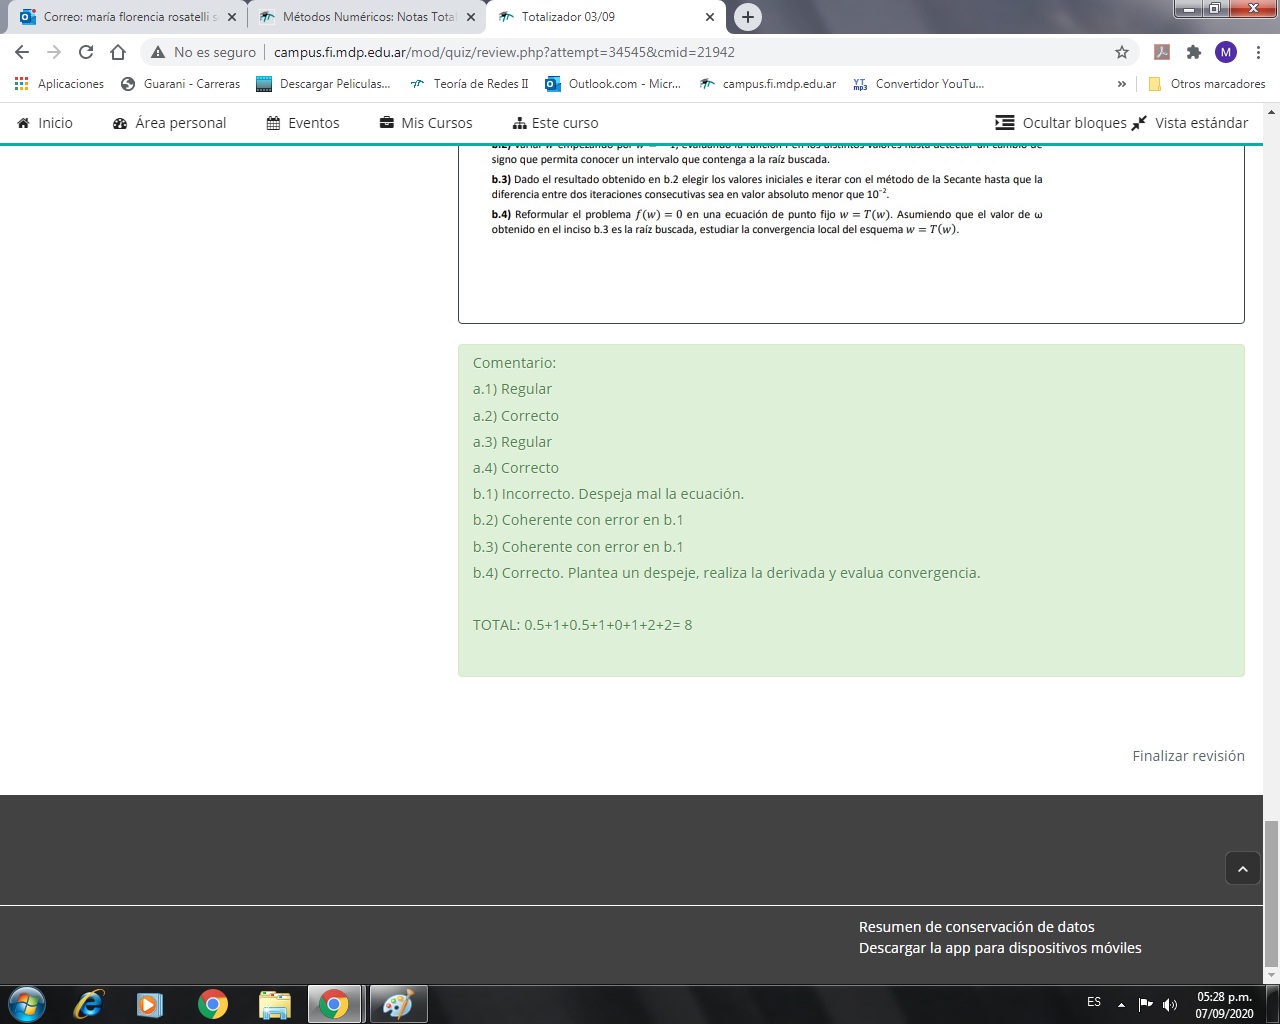 Correo: maría florencia rosatelli s
Métodos Numéricos: Notas Total
Totalizador 03/09
No es seguro | campus.fi.mdp.edu.ar/mod/quiz/review.php?attempt=34545&cmid=21942
M
Aplicaciones
Guarani - Carreras
Descargar Peliculas...
Teoría de Redes II
Outlook.com - Micr...
campus.fi.mdp.edu.ar
YT mp3
Convertidor YouTu...
»
Otros marcadores
Inicio
Área personal
Eventos
Mis Cursos
Este curso
Ocultar bloques
Vista estándar
signo que permita conocer un intervalo que contenga a la raíz buscada.
b.3) Dado el resultado obtenido en b.2 elegir los valores iniciales e iterar con el método de la Secante hasta que la
diferencia entre dos iteraciones consecutivas sea en valor absoluto menor que 10⁻².
b.4) Reformular el problema f(w) = 0 en una ecuación de punto fijo w = T(w). Asumiendo que el valor de ω
obtenido en el inciso b.3 es la raíz buscada, estudiar la convergencia local del esquema w = T(w).
Comentario:
a.1) Regular
a.2) Correcto
a.3) Regular
a.4) Correcto
b.1) Incorrecto. Despeja mal la ecuación.
b.2) Coherente con error en b.1
b.3) Coherente con error en b.1
b.4) Correcto. Plantea un despeje, realiza la derivada y evalua convergencia.
TOTAL: 0.5+1+0.5+1+0+1+2+2= 8
Finalizar revisión
Resumen de conservación de datos
Descargar la app para dispositivos móviles
ES
05:28 p.m.
07/09/2020